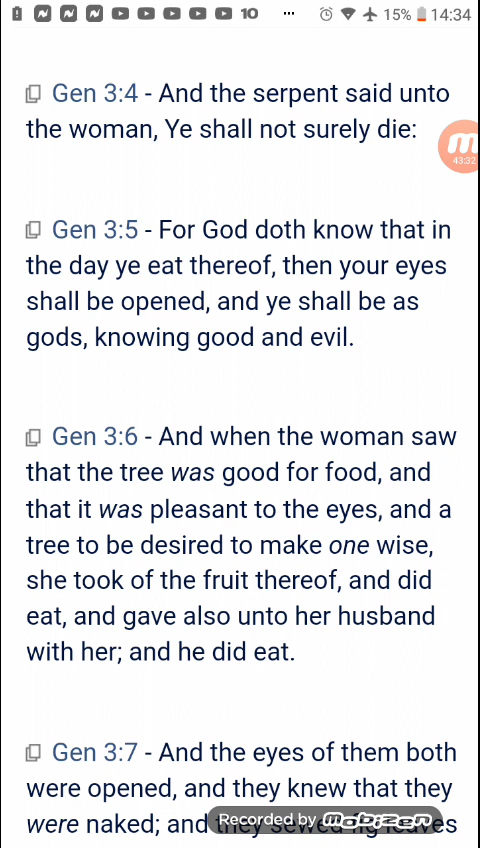 10 ... 15% 14:34
Gen 3:4 - And the serpent said unto
the woman, Ye shall not surely die:
43:32
Gen 3:5 - For God doth know that in
the day ye eat thereof, then your eyes
shall be opened, and ye shall be as
gods, knowing good and evil.
Gen 3:6 - And when the woman saw
that the tree was good for food, and
that it was pleasant to the eyes, and a
tree to be desired to make one wise,
she took of the fruit thereof, and did
eat, and gave also unto her husband
with her; and he did eat.
Gen 3:7 - And the eyes of them both
were opened, and they knew that they
were naked; and they sewed fig leaves
Recorded by mobizen